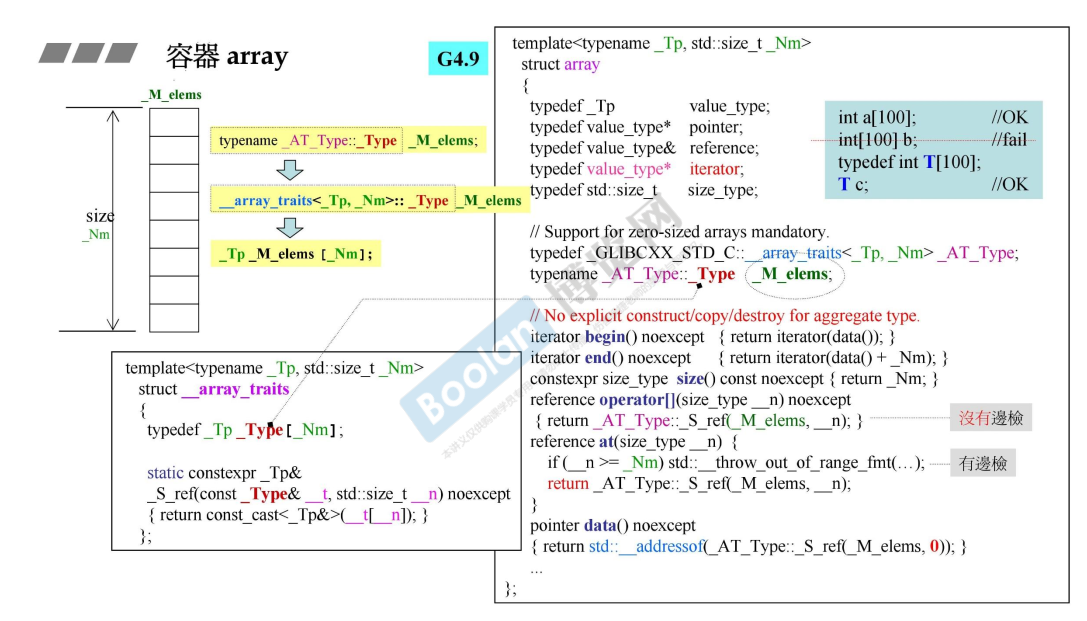 容器 array
G4.9
_M_elems
size
_Nm
typename _AT_Type::_Type _M_elems;
__array_traits<_Tp, _Nm>:: _Type _M_elems
_Tp _M_elems [_Nm];
template<typename _Tp, std::size_t _Nm>
struct __array_traits
{
typedef _Tp _Type[_Nm];
static constexpr _Tp&
_S_ref(const _Type& __t, std::size_t __n) noexcept
{ return const_cast<_Tp&>(__t[__n]); }
};
template<typename _Tp, std::size_t _Nm>
struct array
{
typedef _Tp value_type;
typedef value_type* pointer;
typedef value_type& reference;
typedef value_type* iterator;
typedef std::size_t size_type;
int a[100]; //OK
int[100] b; //fail
typedef int T[100];
T c; //OK
// Support for zero-sized arrays mandatory.
typedef _GLIBCXX_STD_C::__array_traits<_Tp, _Nm> _AT_Type;
typename _AT_Type::_Type _M_elems;
// No explicit construct/copy/destroy for aggregate type.
iterator begin() noexcept { return iterator(data()); }
iterator end() noexcept { return iterator(data() + _Nm); }
constexpr size_type size() const noexcept { return _Nm; }
reference operator[](size_type __n) noexcept
{ return _AT_Type::_S_ref(_M_elems, __n); }
沒有邊檢
reference at(size_type __n) {
if (__n >= _Nm) std::__throw_out_of_range_fmt(…);
有邊檢
return _AT_Type::_S_ref(_M_elems, __n);
}
pointer data() noexcept
{ return std::__addressof(_AT_Type::_S_ref(_M_elems, 0)); }
...
};
Boolan 博览网